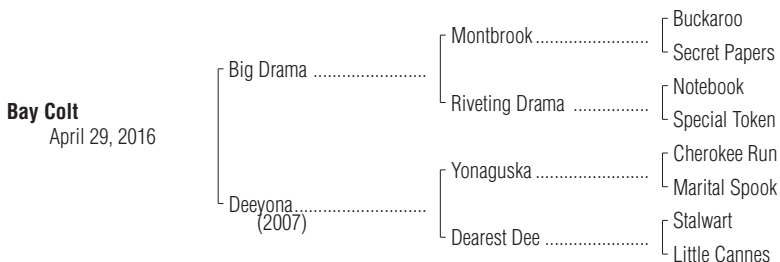 Bay Colt
April 29, 2016
Big Drama ........................
Deeyona............................
(2007)
Montbrook ........................
Riveting Drama ................
Yonaguska ........................
Dearest Dee ......................
Buckaroo
Secret Papers
Notebook
Special Token
Cherokee Run
Marital Spook
Stalwart
Little Cannes